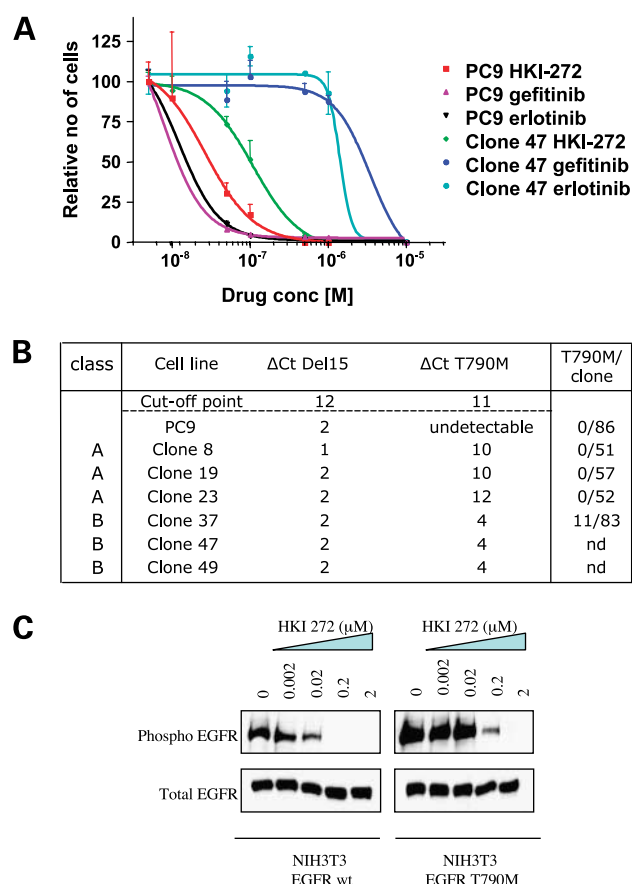 A
Relative no of cells
125
100
75
50
25
0
10-8
10-7
10-6
10-5
Drug conc [M]
PC9 HKI-272
PC9 gefitinib
PC9 erlotinib
Clone 47 HKI-272
Clone 47 gefitinib
Clone 47 erlotinib
B
class Cell line ΔCt Del15 ΔCt T790M T790M/
clone
Cut-off point 12 11
PC9 2 undetectable 0/86
A Clone 8 1 10 0/51
A Clone 19 2 10 0/57
A Clone 23 2 12 0/52
B Clone 37 2 4 11/83
B Clone 47 2 4 nd
B Clone 49 2 4 nd
C
HKI 272 (μM) HKI 272 (μM)
0 0.002 0.02 0.2 2 0 0.002 0.02 0.2 2
Phospho EGFR
Total EGFR
NIH3T3 NIH3T3
EGFR wt EGFR T790M